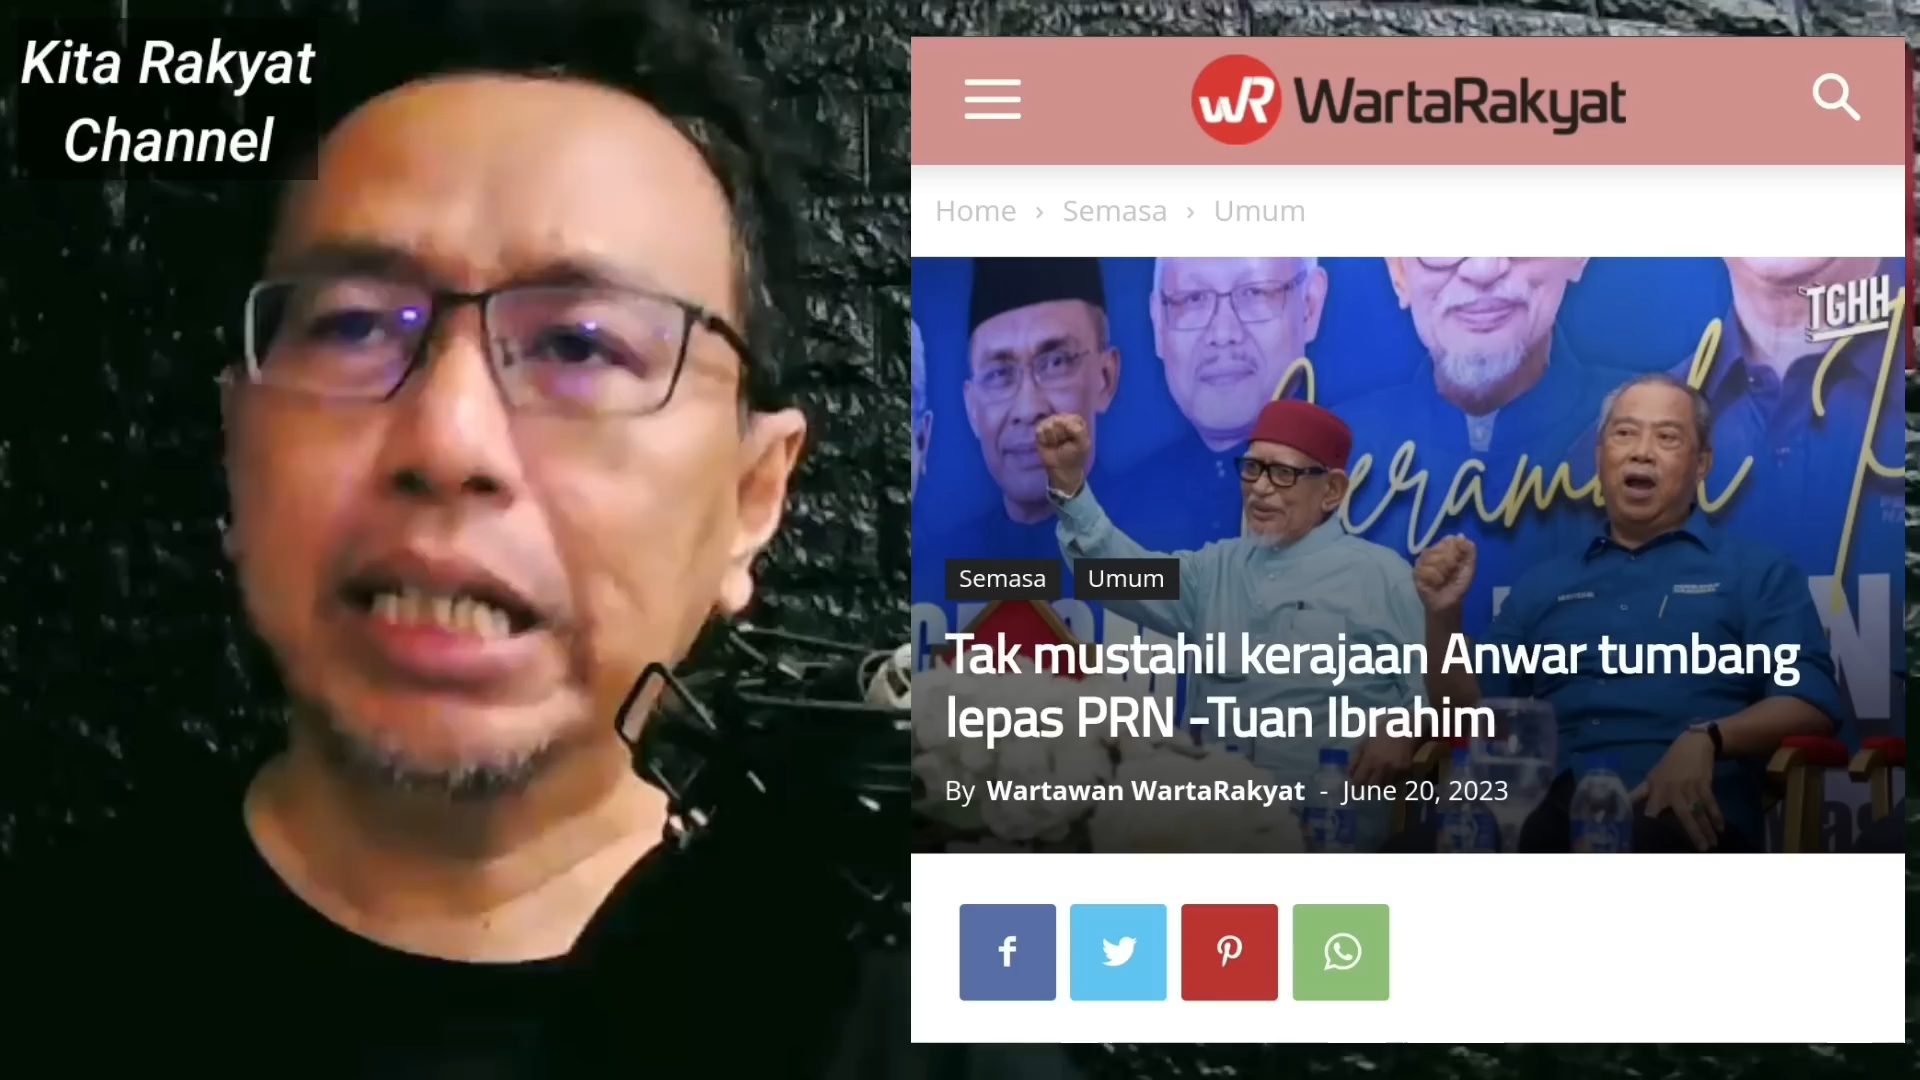 Kita Rakyat
Channel
wR WartaRakyat
Home › Semasa › Umum
TGHH
Semasa Umum
Tak mustahil kerajaan Anwar tumbang
lepas PRN -Tuan Ibrahim
By Wartawan WartaRakyat - June 20, 2023